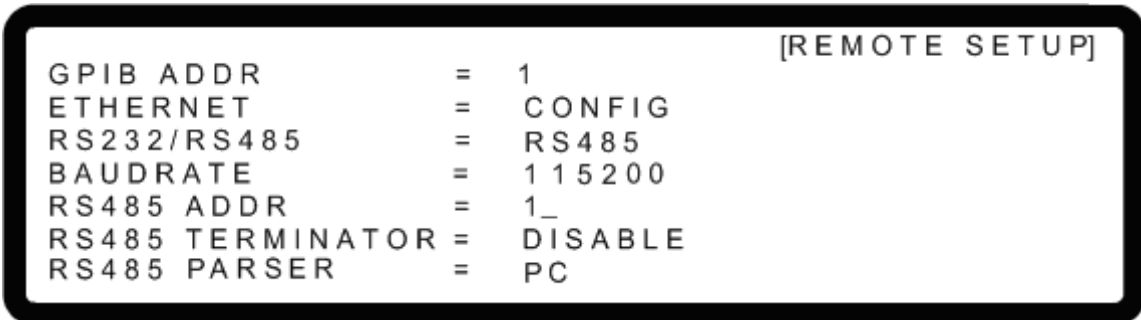 [REMOTE SETUP]
GPIB ADDR = 1
ETHERNET = CONFIG
RS232/RS485 = RS485
BAUDRATE = 115200
RS485 ADDR = 1_
RS485 TERMINATOR = DISABLE
RS485 PARSER = PC